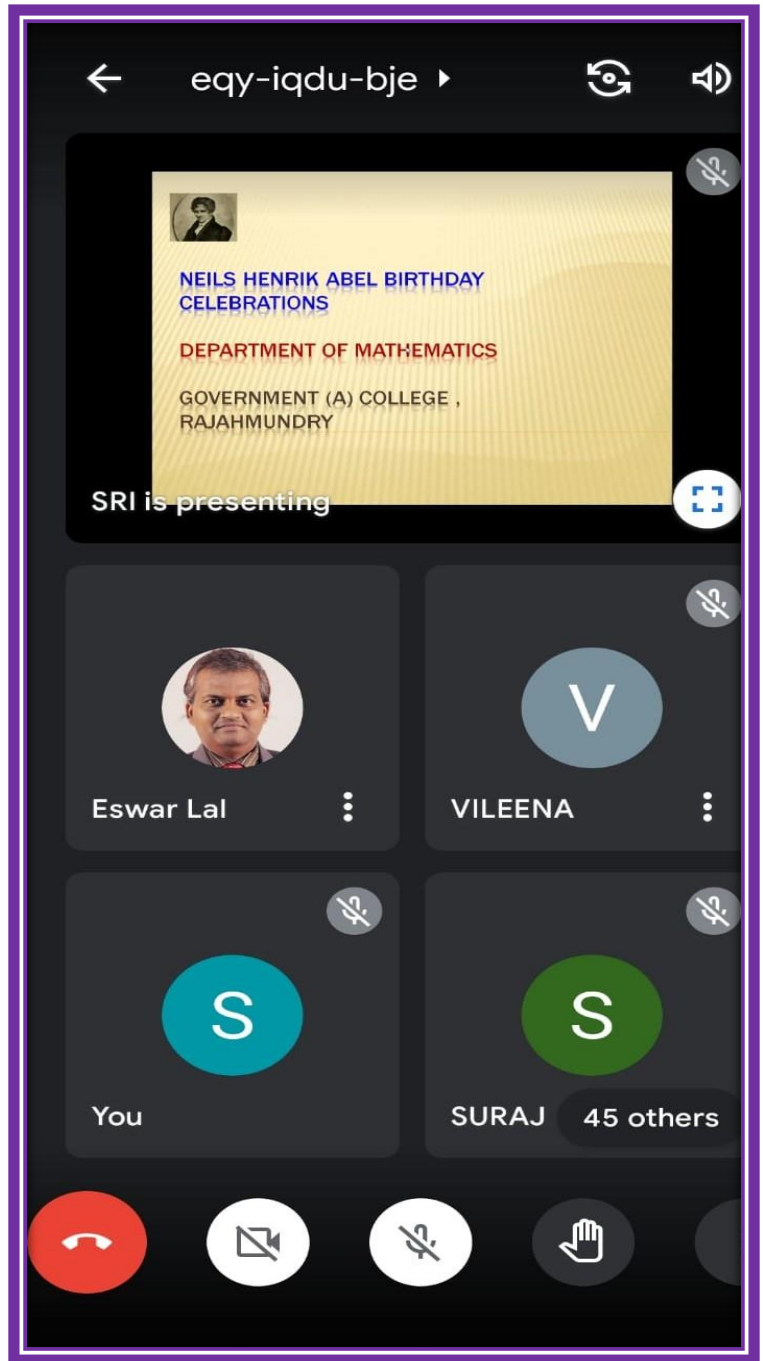 eqy-iqdu-bje
NEILS HENRIK ABEL BIRTHDAY
CELEBRATIONS
DEPARTMENT OF MATHEMATICS
GOVERNMENT (A) COLLEGE ,
RAJAHMUNDRY
SRI is presenting
V
Eswar Lal
VILEENA
S
S
You
SURAJ
45 others